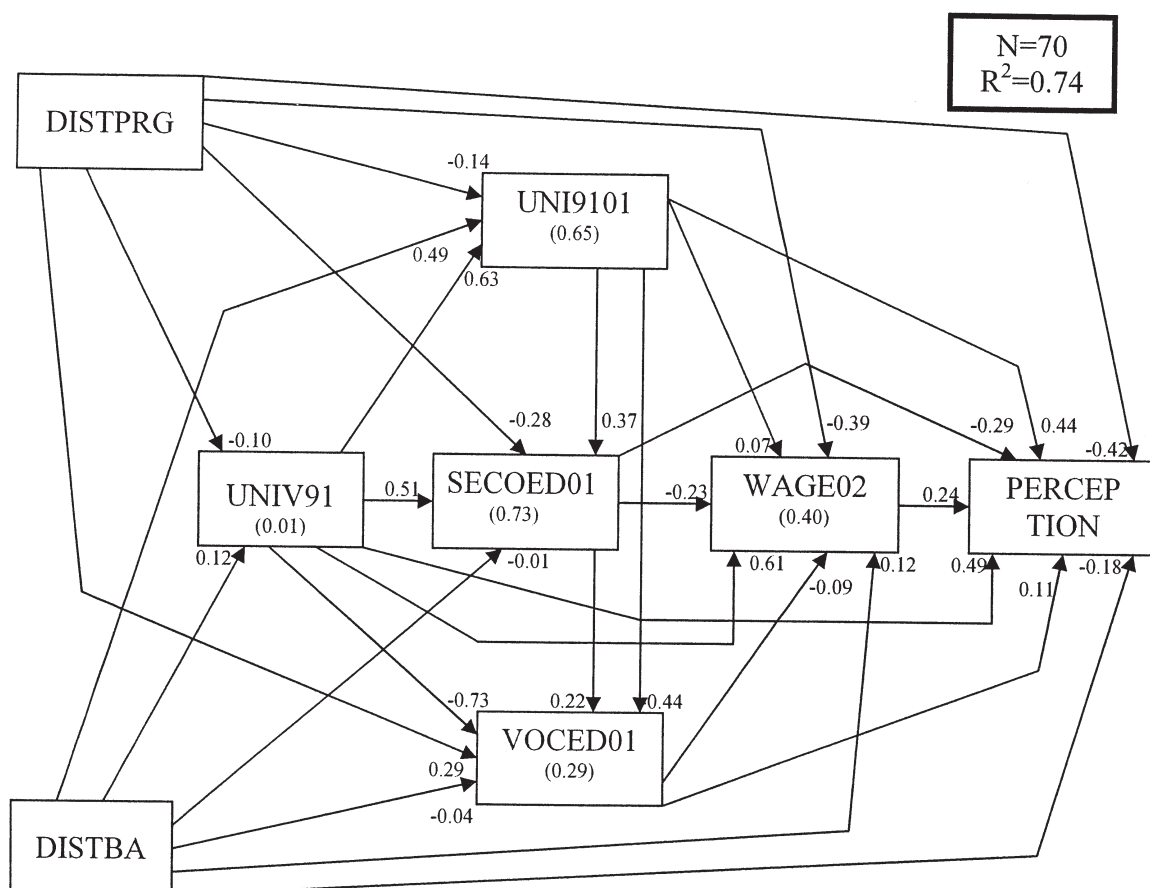 N=70
R²=0.74
DISTPRG
-0.14
UNI9101
(0.65)
0.49
0.63
-0.28
0.37
-0.39
-0.29
0.44
-0.42
-0.10
0.07
UNIV91
(0.01)
0.51
SECOED01
(0.73)
-0.23
WAGE02
(0.40)
0.24
PERCEP
TION
0.12
-0.01
0.61
-0.09
0.12
0.49
0.11
-0.18
-0.73
0.22
0.44
VOCED01
(0.29)
0.29
-0.04
DISTBA